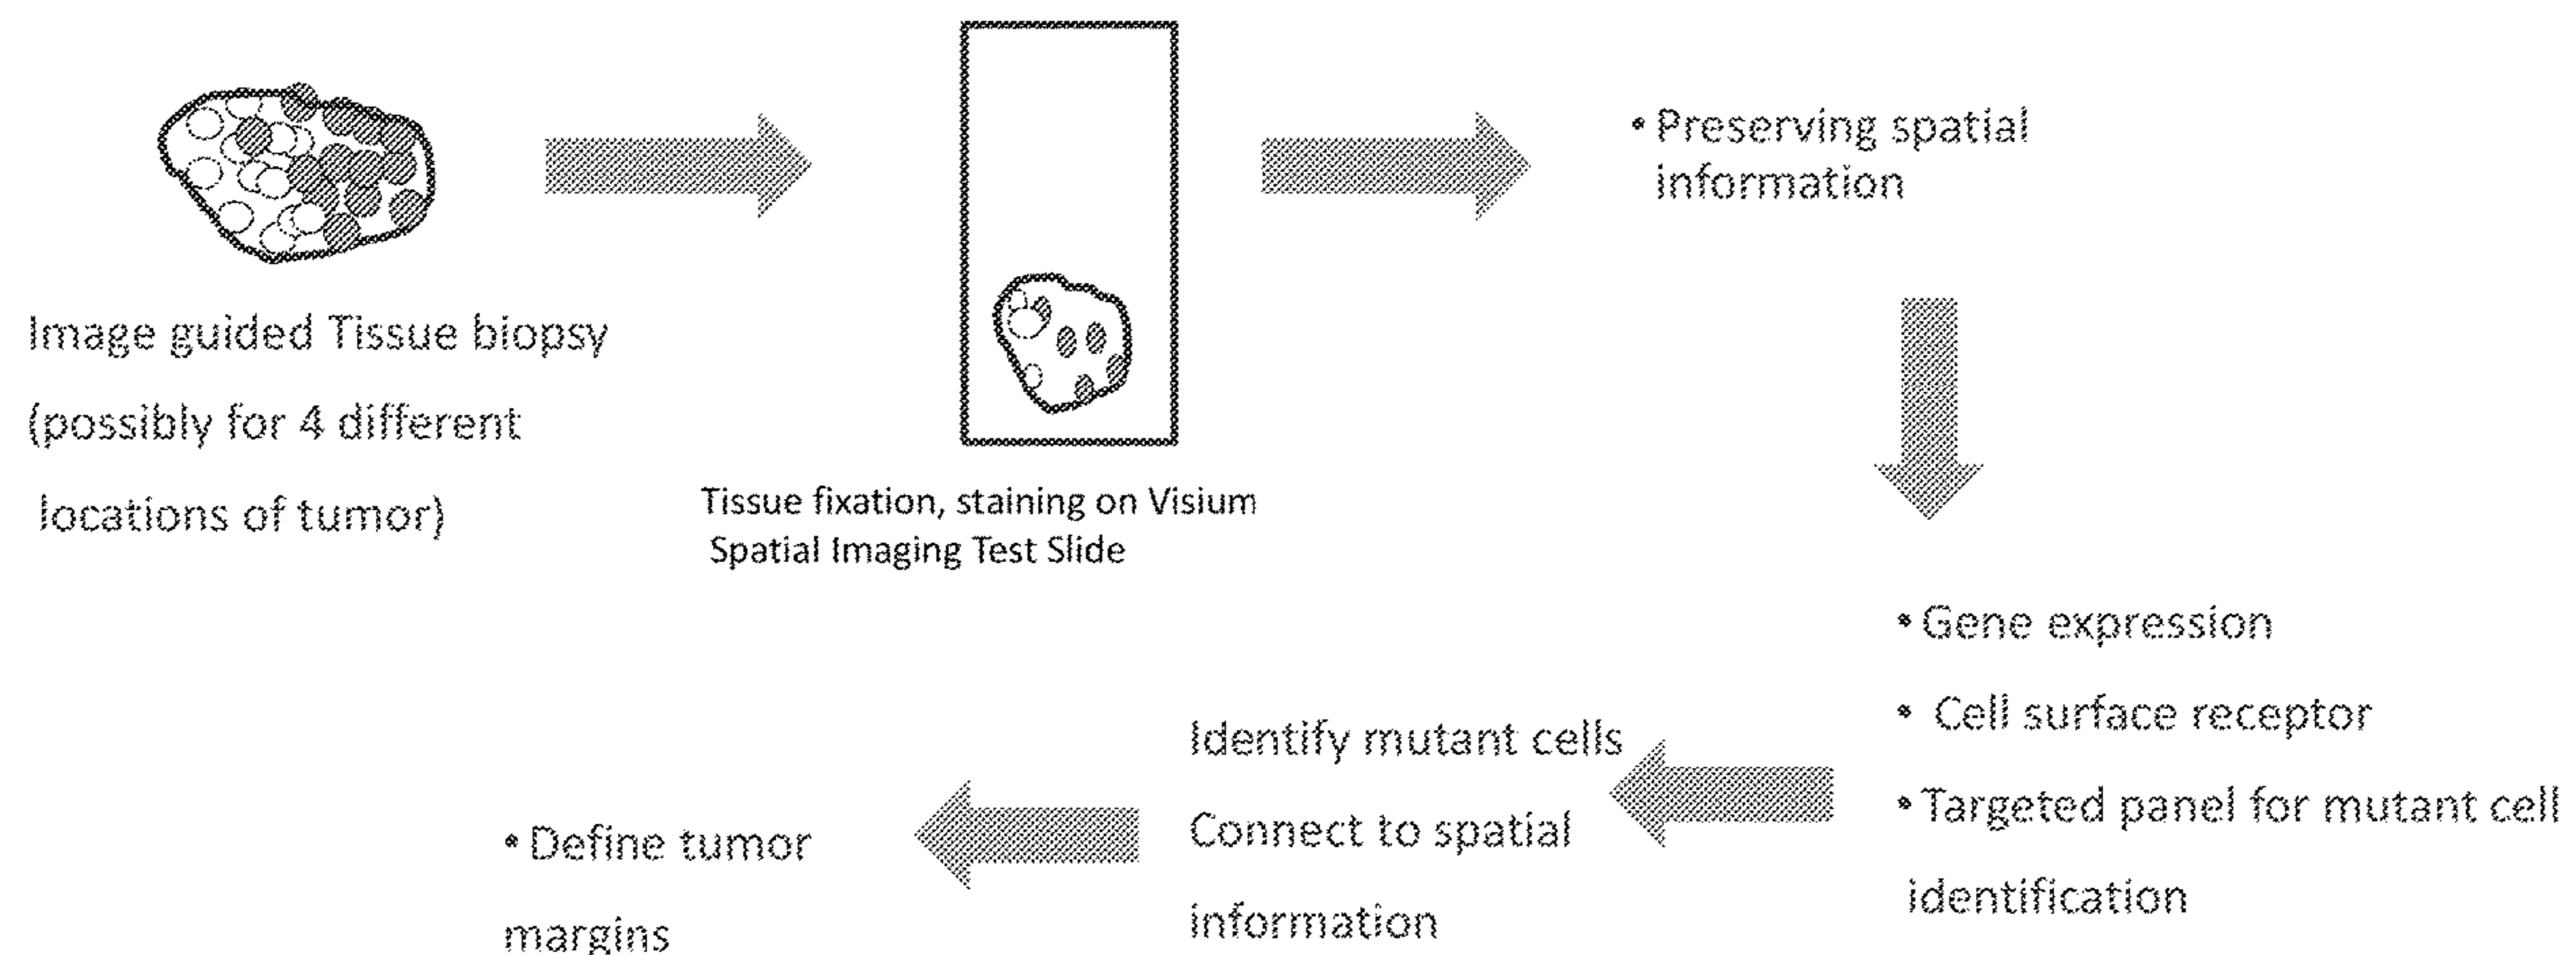 Image guided Tissue biopsy
(possibly for 4 different
locations of tumor)
Tissue fixation, staining on Visium
Spatial Imaging Test Slide
• Preserving spatial
information
• Gene expression
• Cell surface receptor
• Targeted panel for mutant cell
identification
Identify mutant cells
Connect to spatial
information
• Define tumor
margins